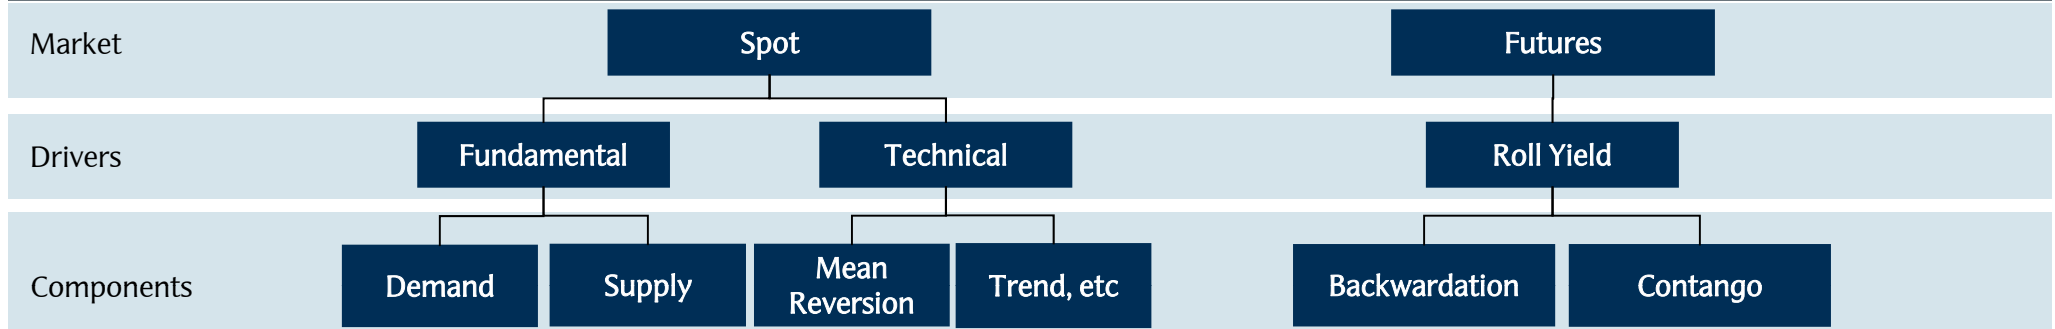 Market
Spot
Futures
Drivers
Fundamental
Technical
Roll Yield
Components
Demand
Supply
Mean
Reversion
Trend, etc
Backwardation
Contango